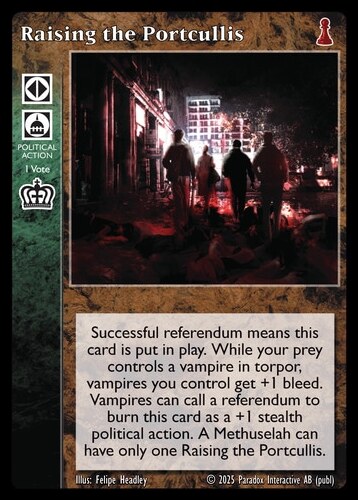 Raising the Portcullis
POLITICAL
ACTION
1 Vote
Successful referendum means this
card is put in play. While your prey
controls a vampire in torpor,
vampires you control get +1 bleed.
Vampires can call a referendum to
burn this card as a +1 stealth
political action. A Methuselah can
have only one Raising the Portcullis.
Illus: Felipe Headley
© 2025 Paradox Interactive AB (publ)